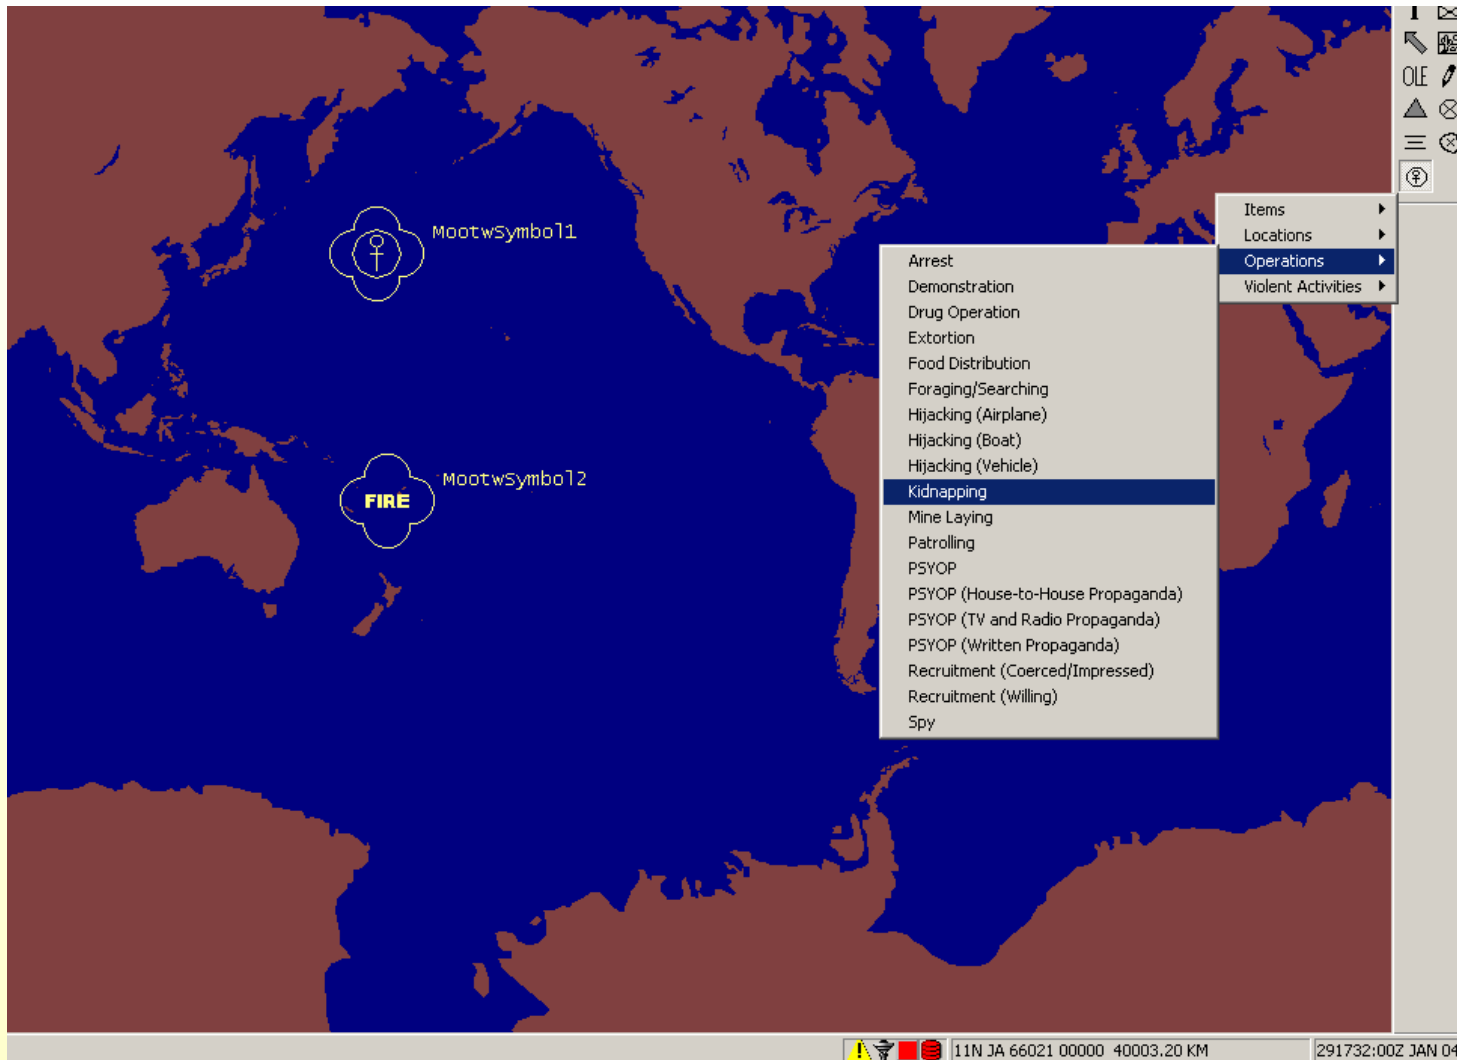 OLE
MootwSymbol1
MootwSymbol2
FIRE
Items
Locations
Operations
Violent Activities
Arrest
Demonstration
Drug Operation
Extortion
Food Distribution
Foraging/Searching
Hijacking (Airplane)
Hijacking (Boat)
Hijacking (Vehicle)
Kidnapping
Mine Laying
Patrolling
PSYOP
PSYOP (House-to-House Propaganda)
PSYOP (TV and Radio Propaganda)
PSYOP (Written Propaganda)
Recruitment (Coerced/Impressed)
Recruitment (Willing)
Spy
11N JA 66021 00000 40003.20 KM
291732:00Z JAN 04